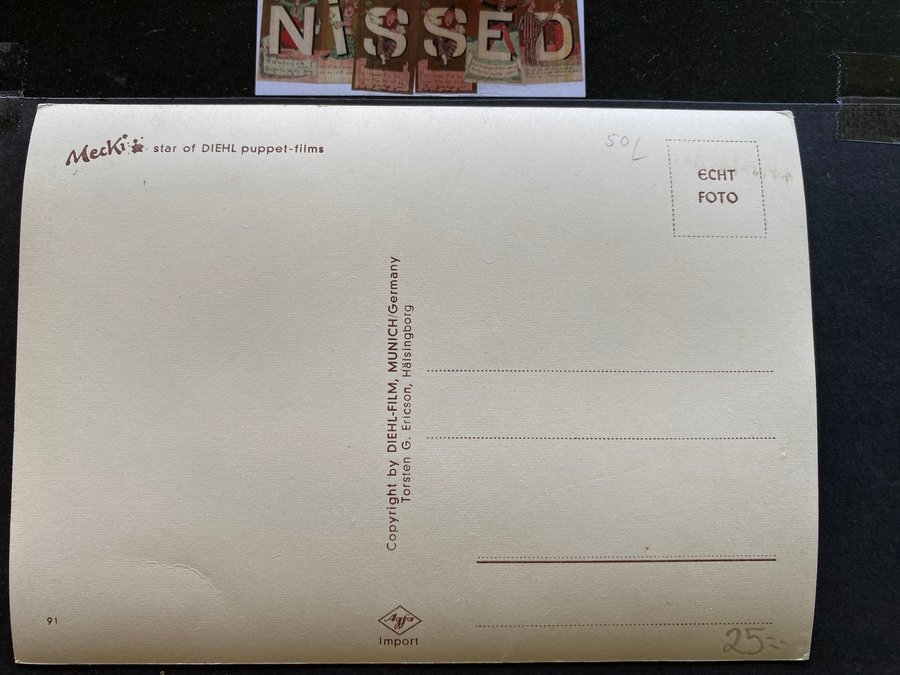 NiSSED
Mecki star of DIEHL puppet-films
50
ECHT
FOTO
Copyright by DIEHL-FILM, MUNICH/Germany
Torsten G. Ericson, Hälsingborg
91
Agfa
Import
25=